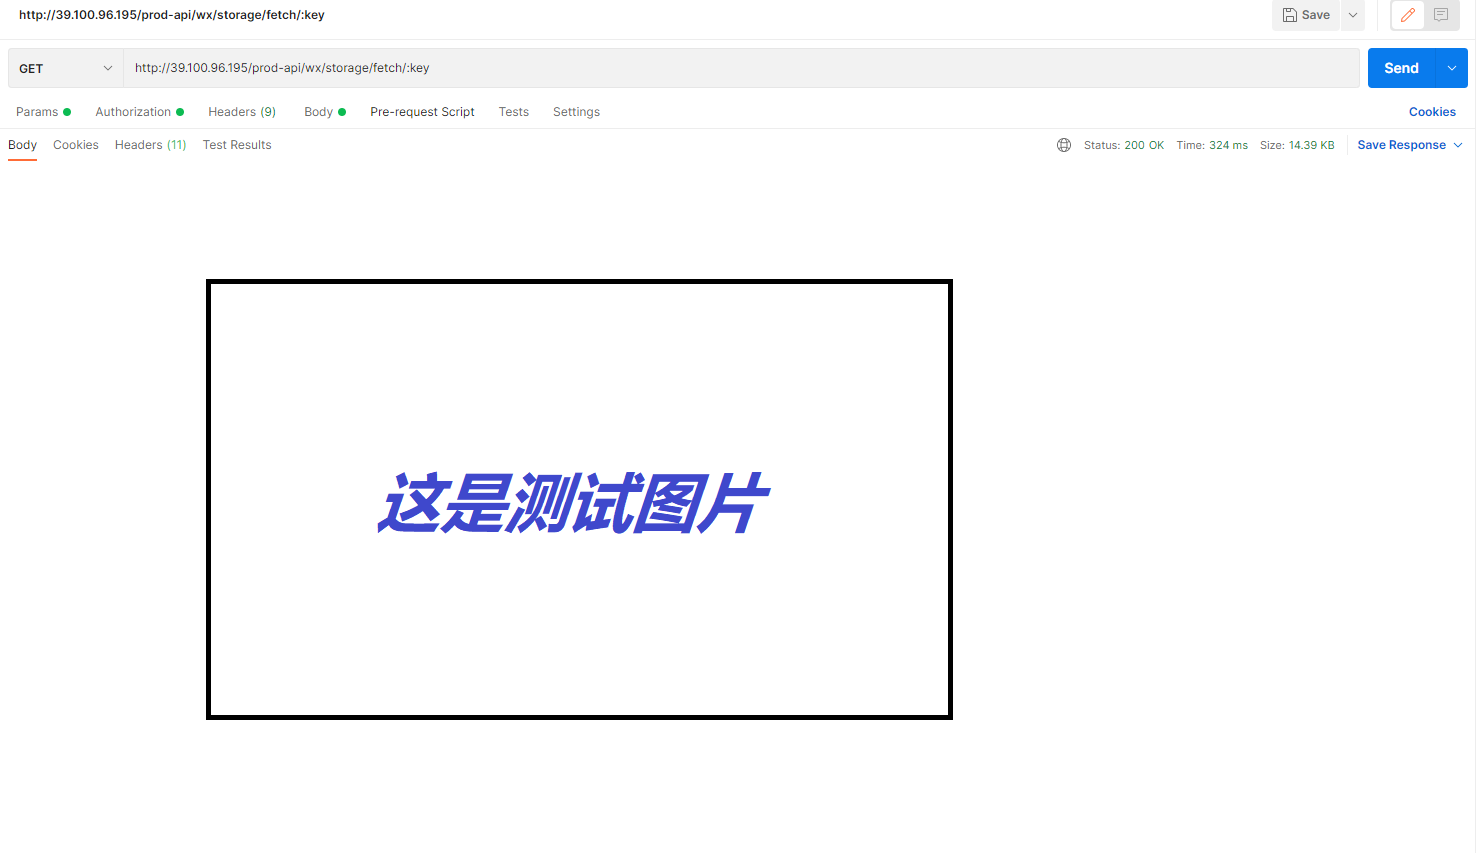 http://39.100.96.195/prod-api/wx/storage/fetch/:key
Save
GET
http://39.100.96.195/prod-api/wx/storage/fetch/:key
Send
Params Authorization Headers (9) Body Pre-request Script Tests Settings Cookies
Body Cookies Headers (11) Test Results Status: 200 OK Time: 324 ms Size: 14.39 KB Save Response
这是测试图片